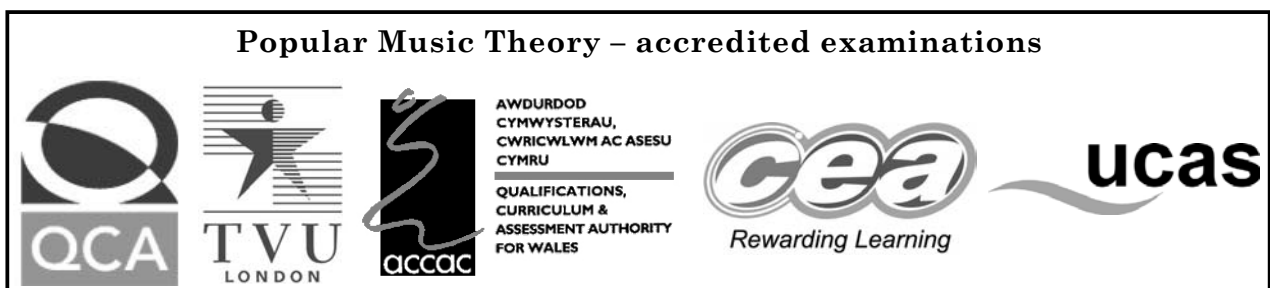 Popular Music Theory – accredited examinations
QCA
TVU
LONDON
accac
AWDURDOD
CYMWYSTERAU,
CWRICWLWM AC ASESU
CYMRU
QUALIFICATIONS,
CURRICULUM &
ASSESSMENT AUTHORITY
FOR WALES
cea
Rewarding Learning
ucas